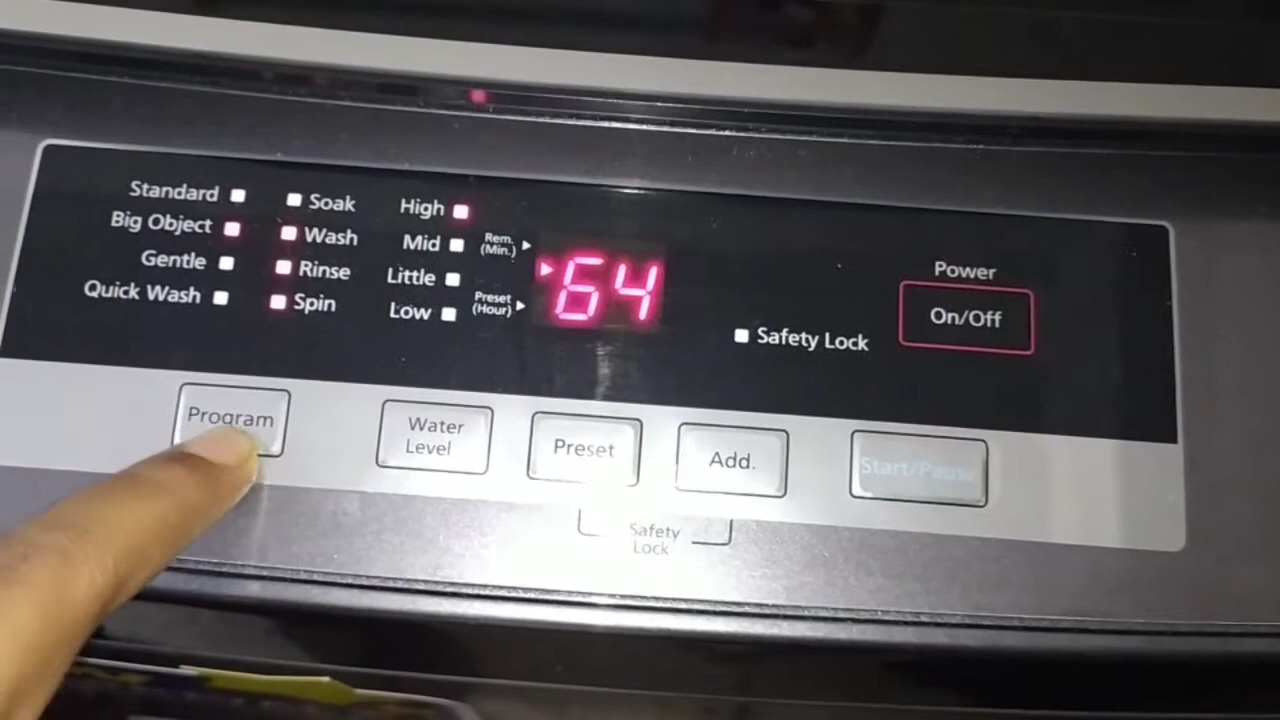 Standard
Big Object
Gentle
Quick Wash
Soak
Wash
Rinse
Spin
High
Mid
Little
Low
Rem.
(Min.)
Preset
(Hour)
64
Safety Lock
Power
On/Off
Program
Water
Level
Preset
Add.
Start/Pause
Safety
Lock